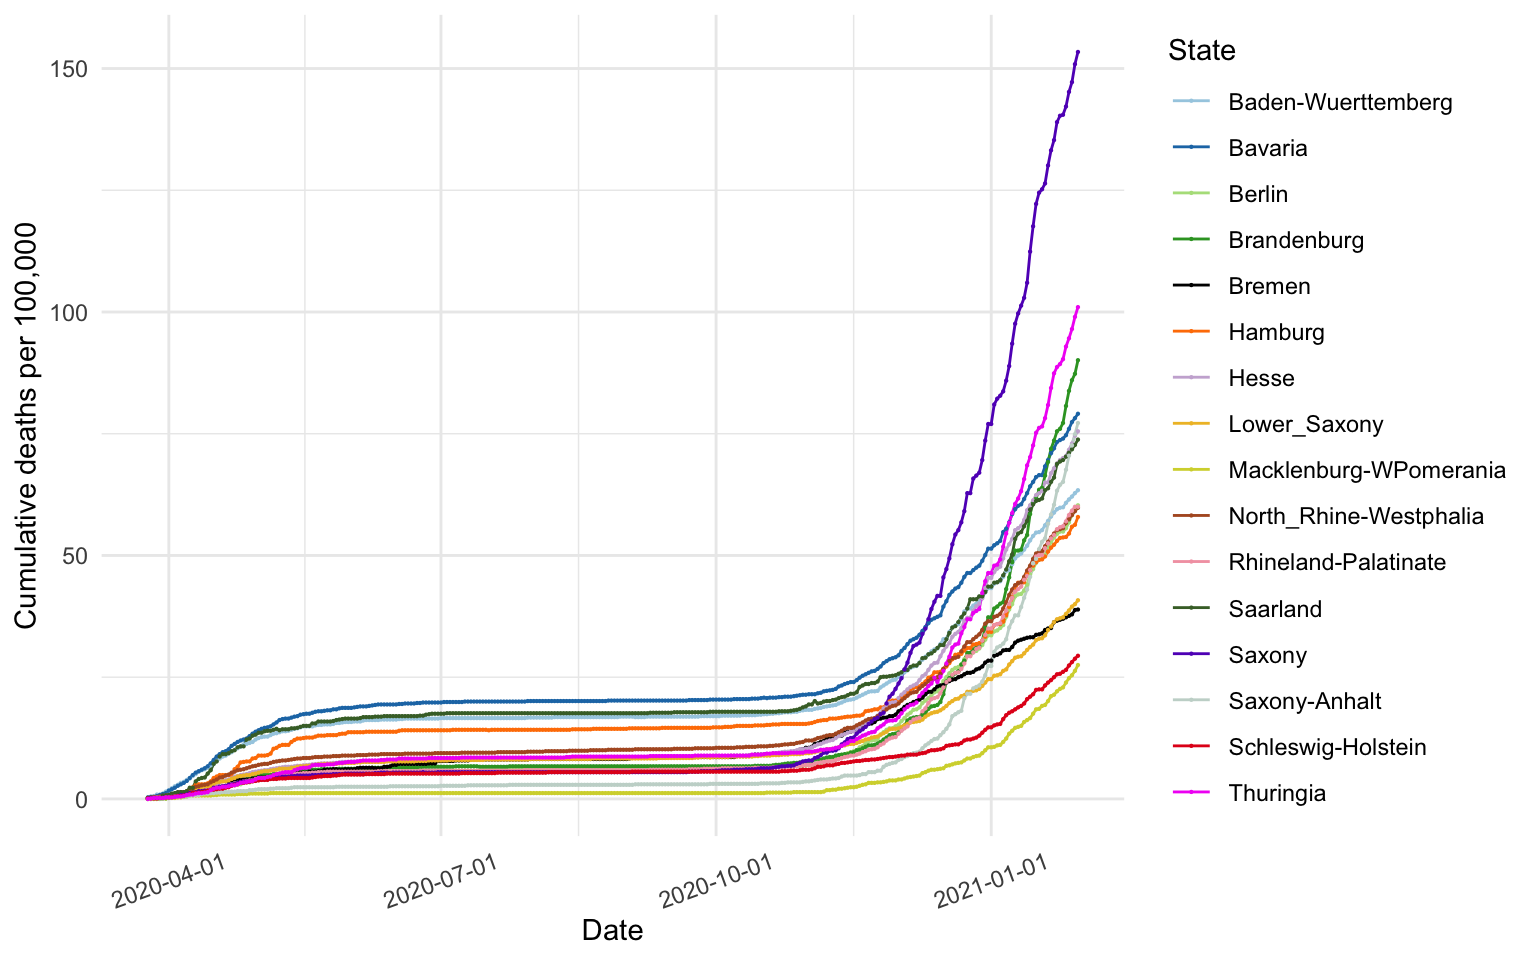 Cumulative deaths per 100,000
150
100
50
0
2020-04-01
2020-07-01
2020-10-01
2021-01-01
Date
State
Baden-Wuerttemberg
Bavaria
Berlin
Brandenburg
Bremen
Hamburg
Hesse
Lower_Saxony
Macklenburg-WPomerania
North_Rhine-Westphalia
Rhineland-Palatinate
Saarland
Saxony
Saxony-Anhalt
Schleswig-Holstein
Thuringia